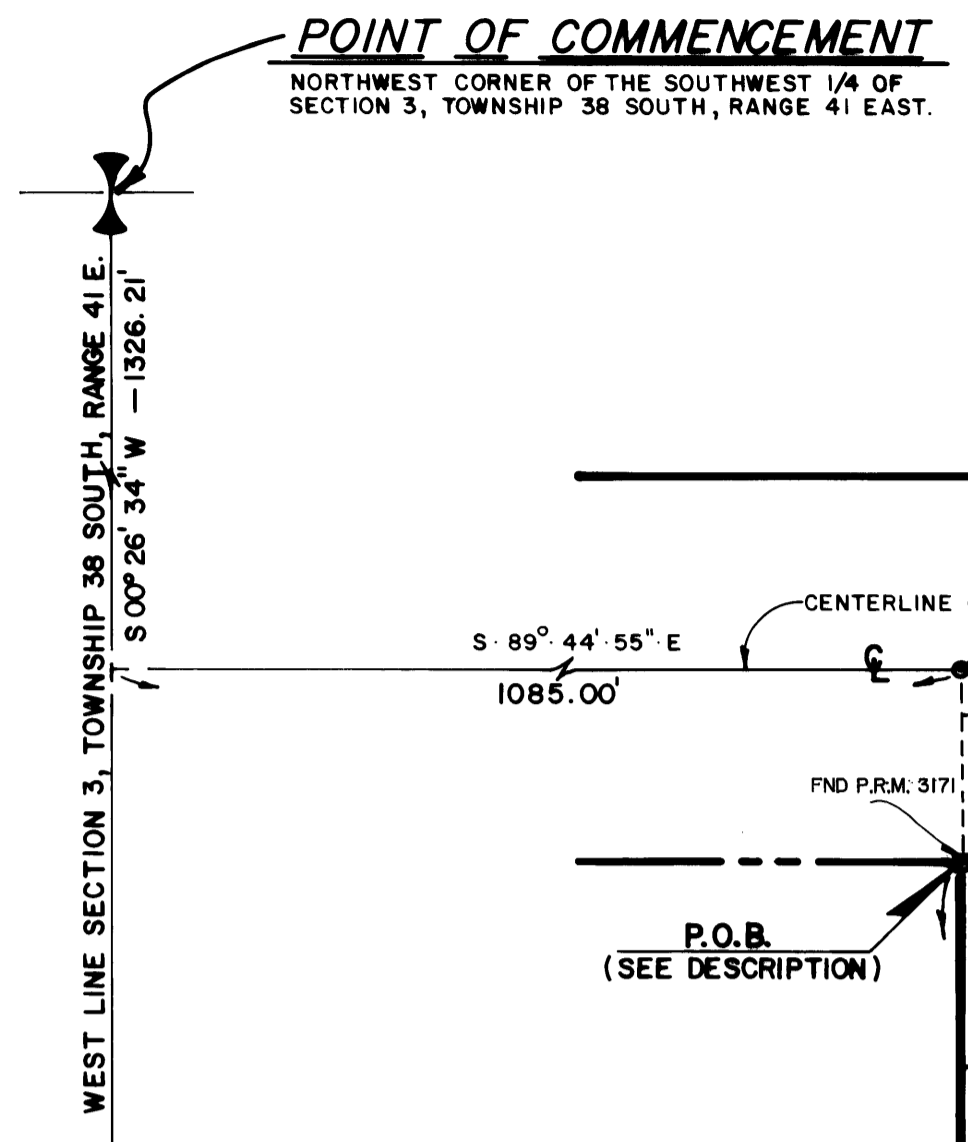 POINT OF COMMENCEMENT
NORTHWEST CORNER OF THE SOUTHWEST 1/4 OF
SECTION 3, TOWNSHIP 38 SOUTH, RANGE 41 EAST.
WEST LINE SECTION 3, TOWNSHIP 38 SOUTH, RANGE 41 E.
S 00° 26' 34" W - 1326.21'
CENTERLINE
S. 89°. 44'. 55". E
1085.00'
℄
FND P.R.M. 3171
P.O.B.
(SEE DESCRIPTION)